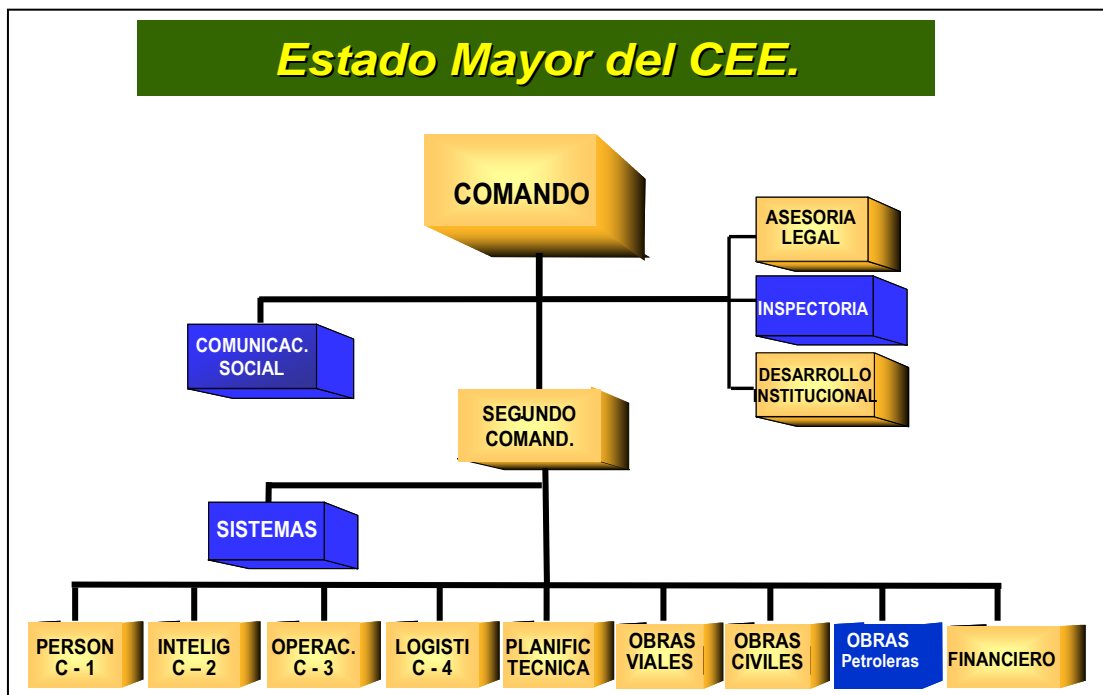 Estado Mayor del CEE.
COMANDO
ASESORIA
LEGAL
INSPECTORIA
COMUNICAC.
SOCIAL
DESARROLLO
INSTITUCIONAL
SEGUNDO
COMAND.
SISTEMAS
PERSON
C - 1
INTELIG
C – 2
OPERAC.
C - 3
LOGISTI
C - 4
PLANIFIC
TECNICA
OBRAS
VIALES
OBRAS
CIVILES
OBRAS
Petroleras
FINANCIERO